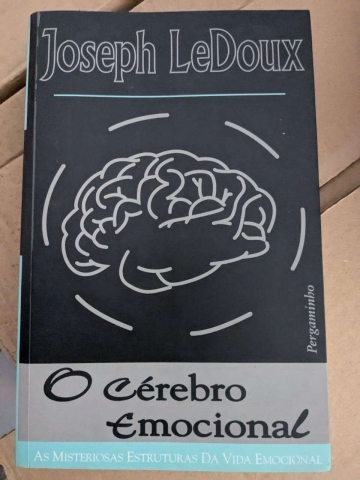 Joseph LeDoux
Pergaminho
O Cérebro
Emocional
AS MISTERIOSAS ESTRUTURAS DA VIDA EMOCIONAL